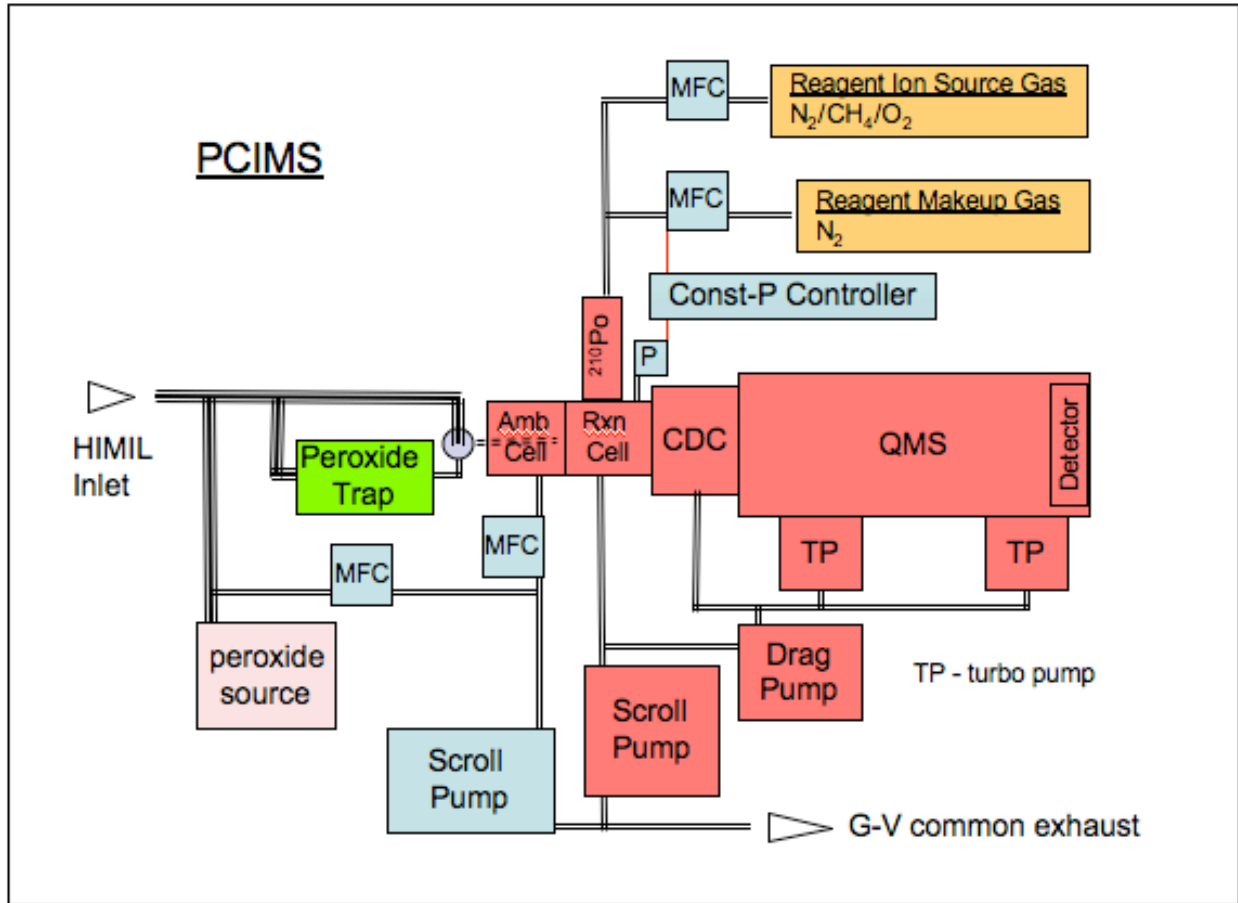 PCIMS
MFC
Reagent Ion Source Gas
N₂/CH₄/O₂
MFC
Reagent Makeup Gas
N₂
Const-P Controller
²¹⁰Po
P
HIMIL
Inlet
Peroxide
Trap
Amb
Cell
Rxn
Cell
CDC
QMS
Detector
MFC
MFC
TP
TP
peroxide
source
Drag
Pump
TP - turbo pump
Scroll
Pump
Scroll
Pump
G-V common exhaust